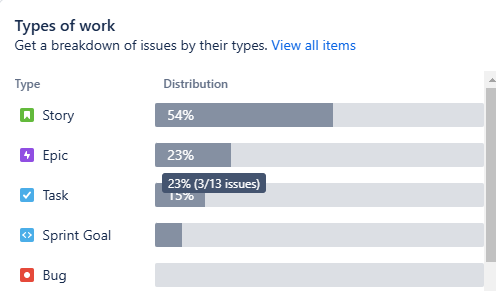 Types of work
Get a breakdown of issues by their types. View all items
Type Distribution
Story 54%
Epic 23%
23% (3/13 issues)
Task 15%
Sprint Goal
Bug